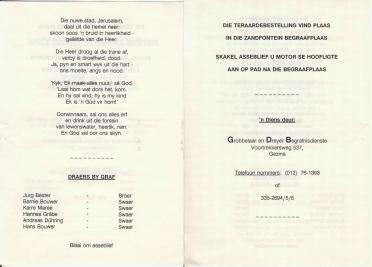 Die nuwe stad, Jerusalem,
daal uit die hemel neer:
skoon soos 'n bruid in heerlikheid -
geliefde van die Heer.
Die Heer droog al die trane af,
verby is droefheid, dood.
Ja, pyn en smart wyk uit die hart -
ons moeite, angs en nood.
'Kyk, Ek maak alles nuut,' sê God.
'Laat hom wat dors het, kom.
En hy sal vind, hy is my kind
Ek is 'n God vir hom!'
Oorwinnaars, sal ons alles erf
en drink uit die fontein
van lewenswater, heerlik, rein.
En God sal oor ons skyn.
DRAERS BY GRAF
Jurg Bester - Broer
Barnie Bouwer - Swaer
Karre Maree - Swaer
Hannes Gräbe - Swaer
Andreas Dühring - Swaer
Hans Bouwer - Swaer
Blaai om asseblief
DIE TERAARDEBESTELLING VIND PLAAS
IN DIE ZANDFONTEIN BEGRAAFPLAAS
SKAKEL ASSEBLIEF U MOTOR SE HOOFLIGTE
AAN OP PAD NA DIE BEGRAAFPLAAS
'n Diens deur:
Grobbelaar en Dreyer Begrafnisdienste
Voortrekkersweg 537,
Gezina
Telefoon nommers: (012) 76-1393
of
335-2694/5/6